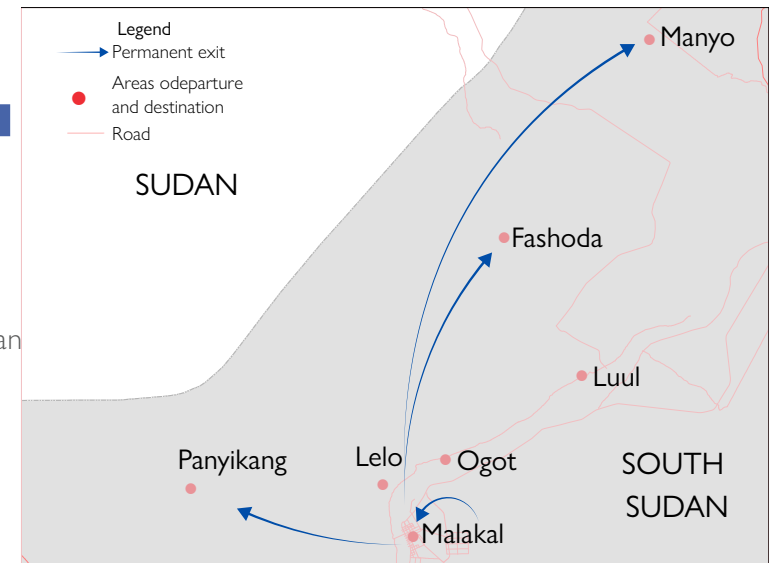 Legend
Permanent exit
Areas odeparture
and destination
Road
SUDAN
Manyo
Fashoda
an
Luul
Panyikang
Lelo
Ogot
SOUTH
SUDAN
Malakal